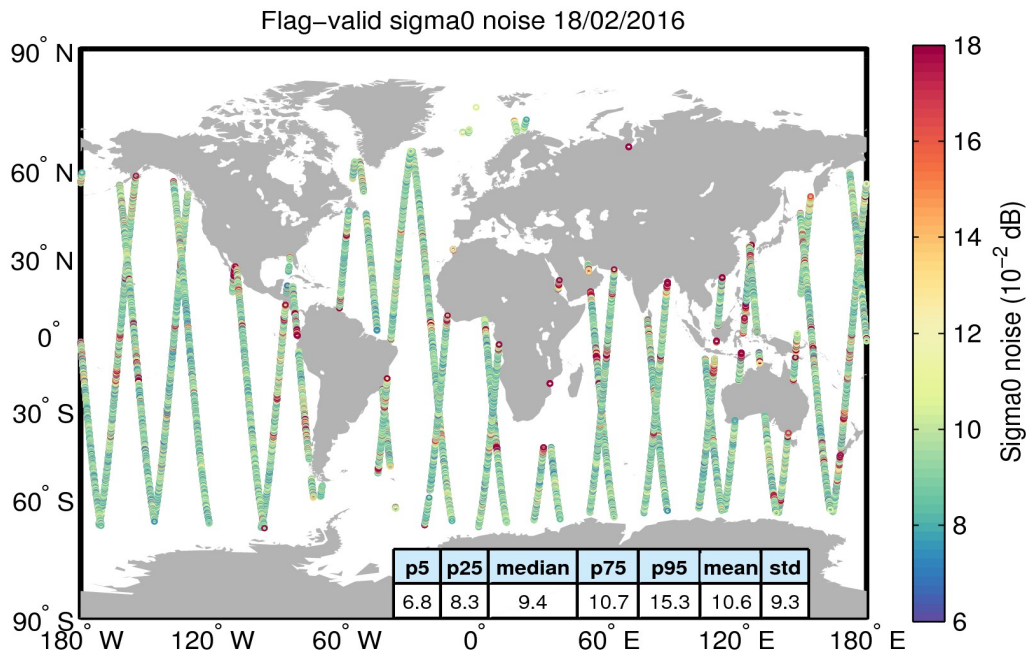 Flag−valid sigma0 noise 18/02/2016
90° N
60° N
30° N
0°
30° S
60° S
90° S
180° W
120° W
60° W
0°
60° E
120° E
180° E
p5 p25 median p75 p95 mean std
6.8 8.3 9.4 10.7 15.3 10.6 9.3
18
16
14
12
10
8
6
Sigma0 noise (10⁻² dB)